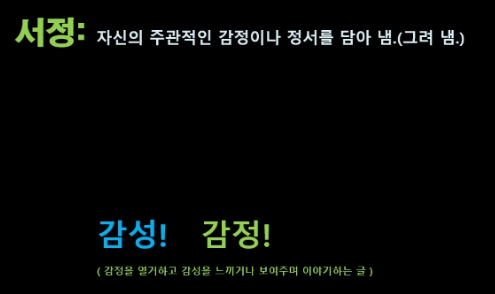 서정: 자신의 주관적인 감정이나 정서를 담아 냄.(그려 냄.)
감성! 감정!
( 감정을 열거하고 감성을 느끼거나 보여주며 이야기하는 글 )